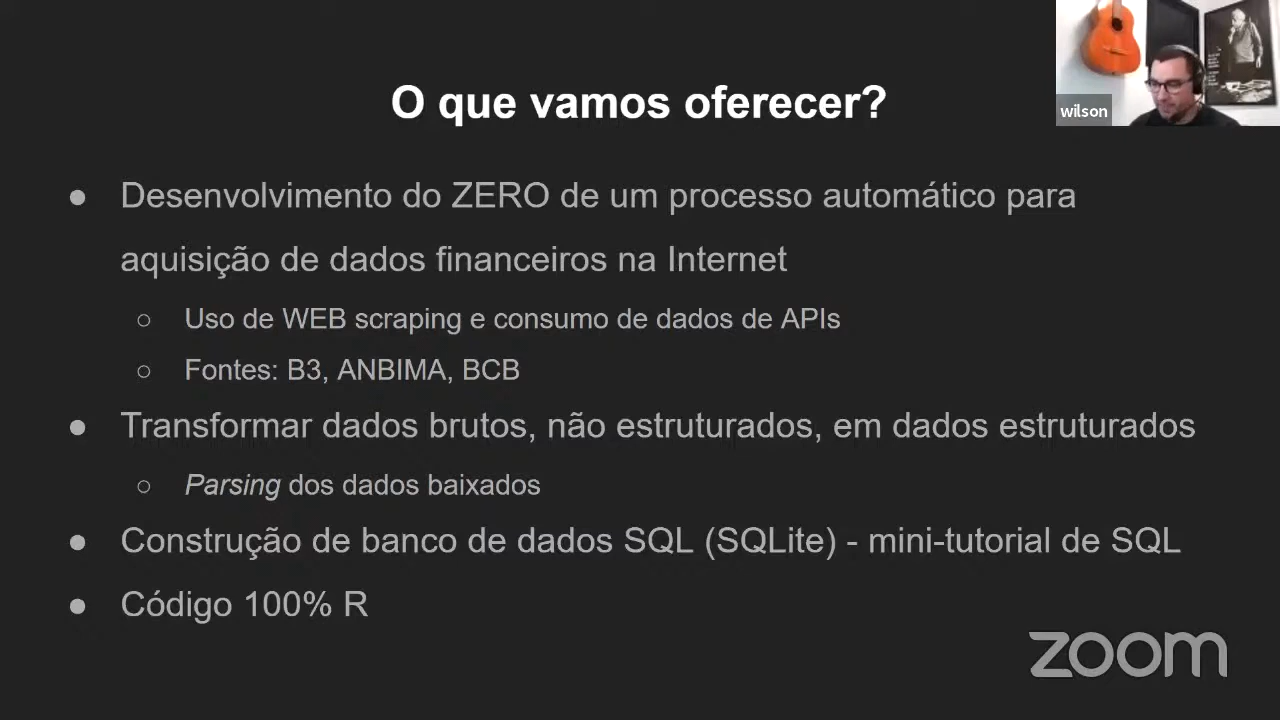 O que vamos oferecer?
wilson
● Desenvolvimento do ZERO de um processo automático para
aquisição de dados financeiros na Internet
○ Uso de WEB scraping e consumo de dados de APIs
○ Fontes: B3, ANBIMA, BCB
● Transformar dados brutos, não estruturados, em dados estruturados
○ Parsing dos dados baixados
● Construção de banco de dados SQL (SQLite) - mini-tutorial de SQL
● Código 100% R
zoom